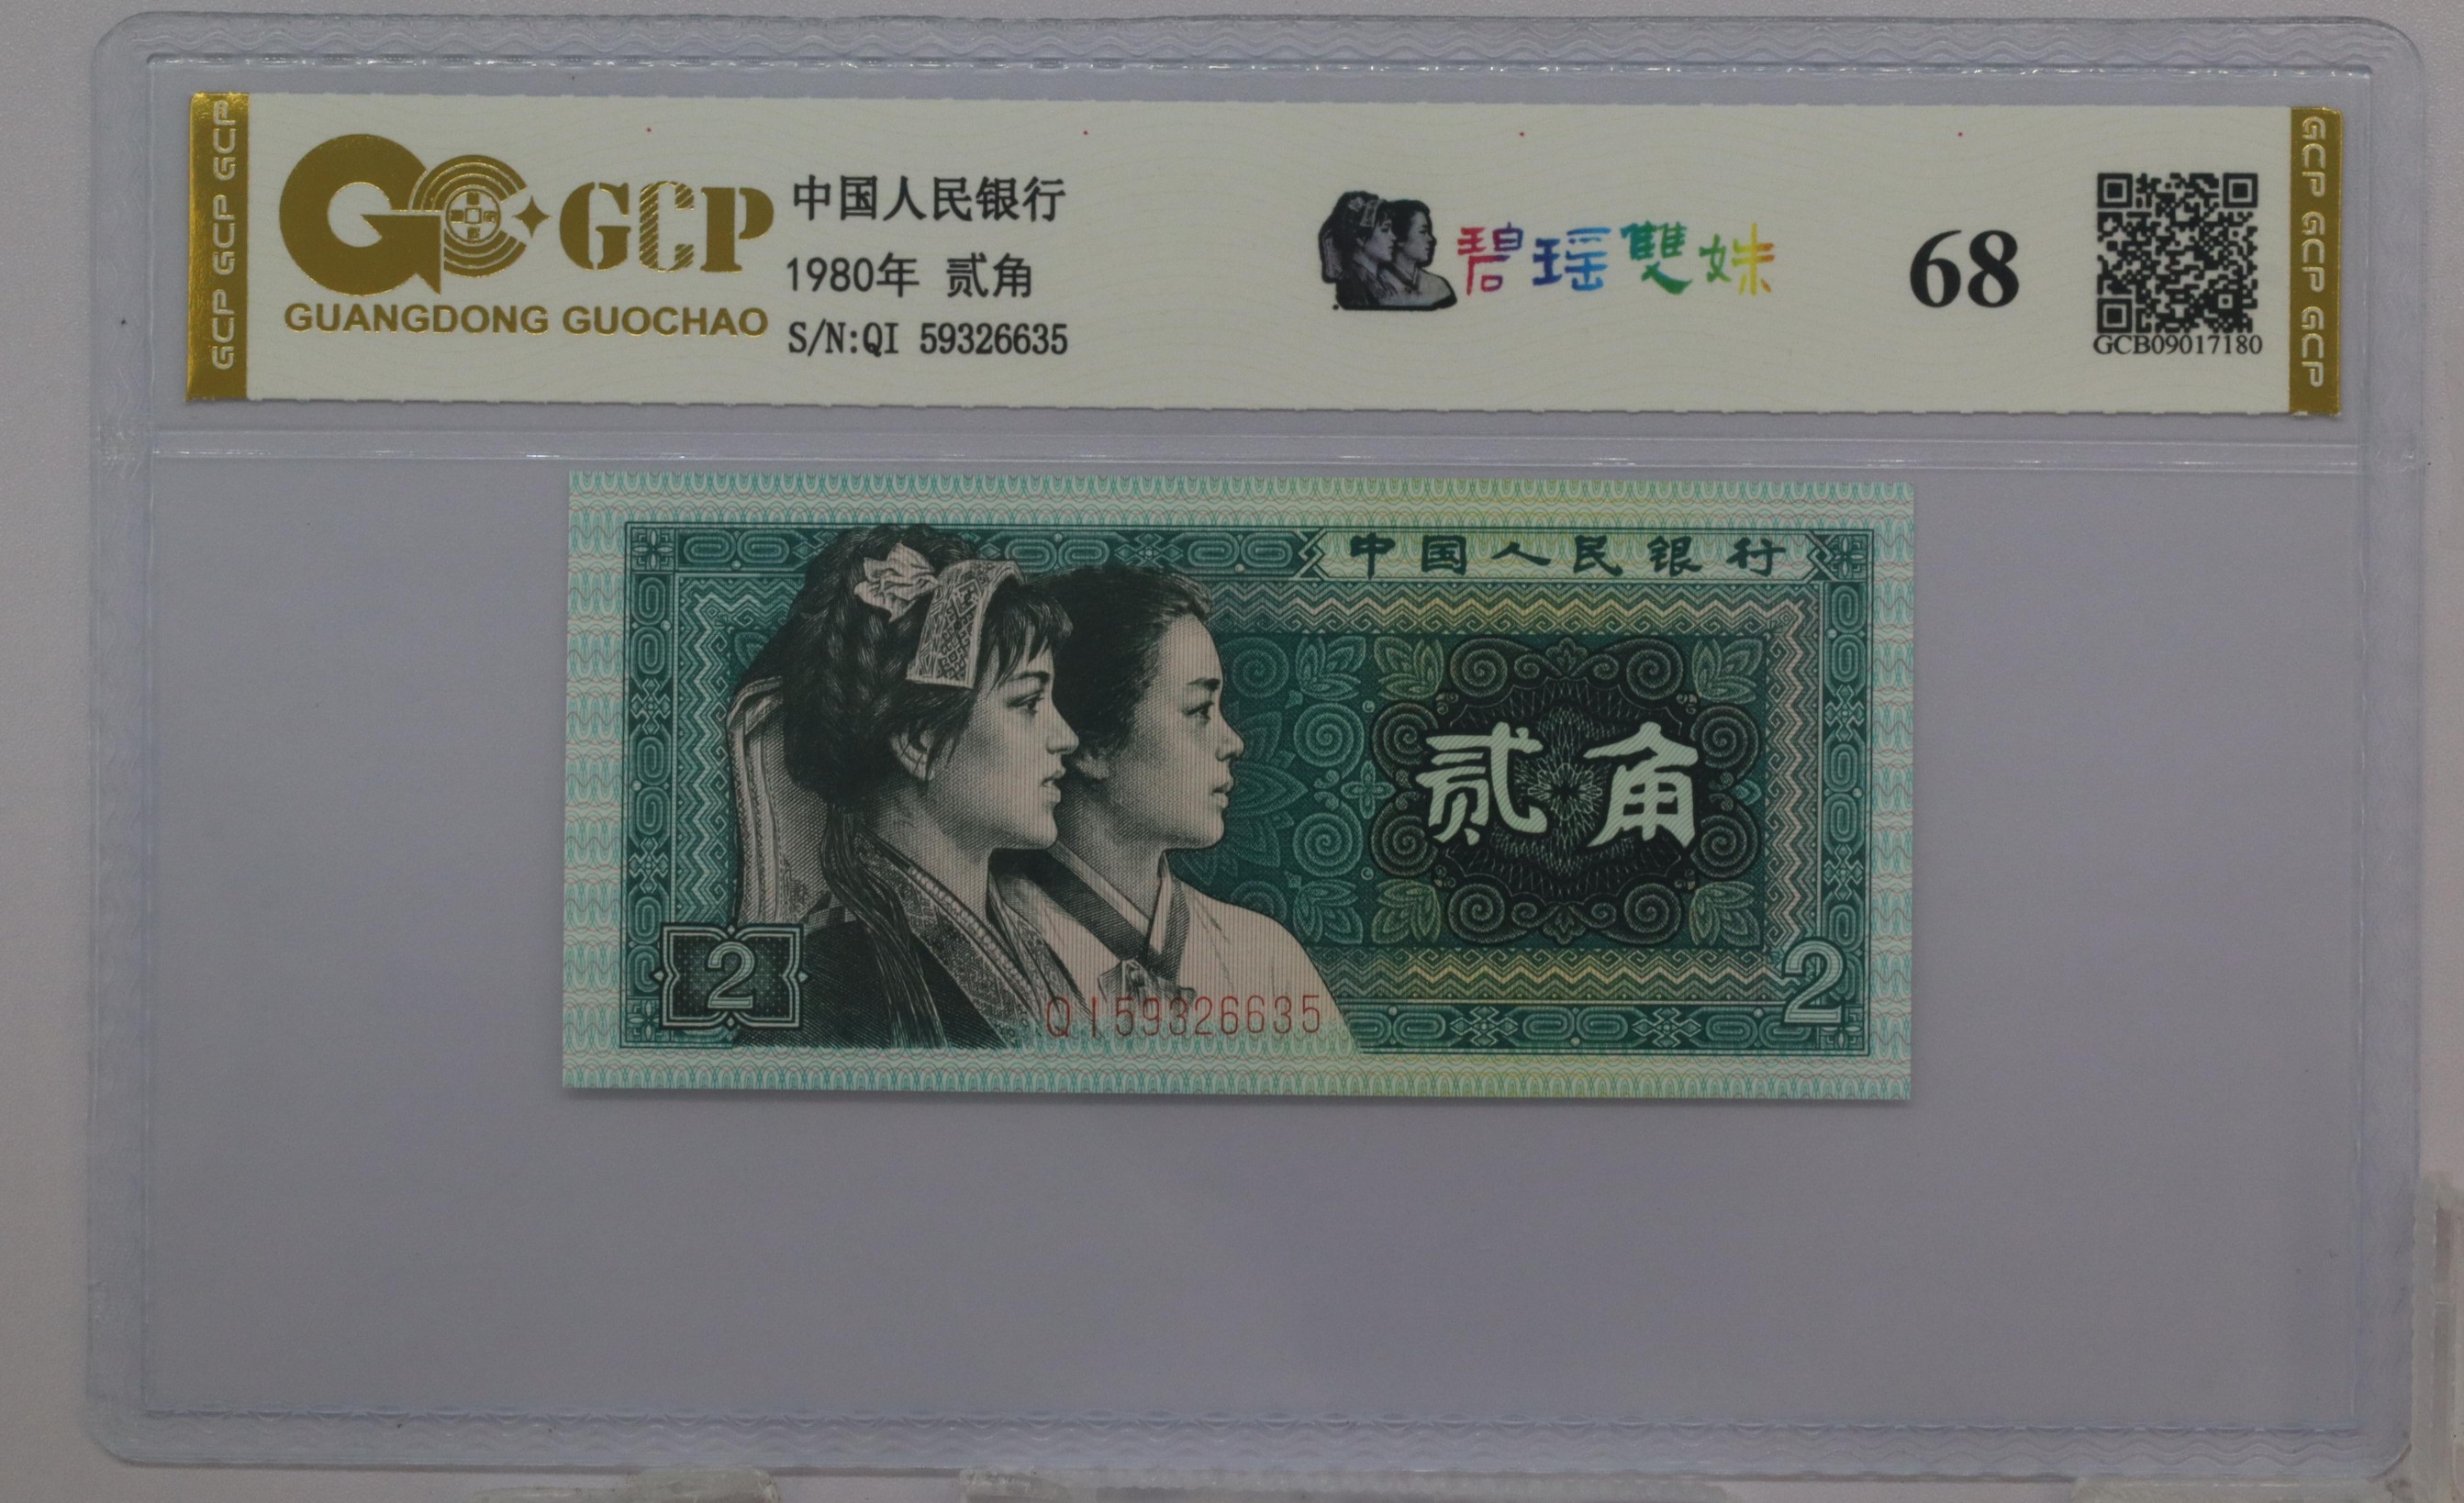 GCP GCP GCP
GCP
GUANGDONG GUOCHAO
中国人民银行
1980年 贰角
S/N:QI 59326635
碧瑶雙妹
68
GCB09017180
GCP GCP GCP
中国人民银行
贰角
2
2
QI59326635